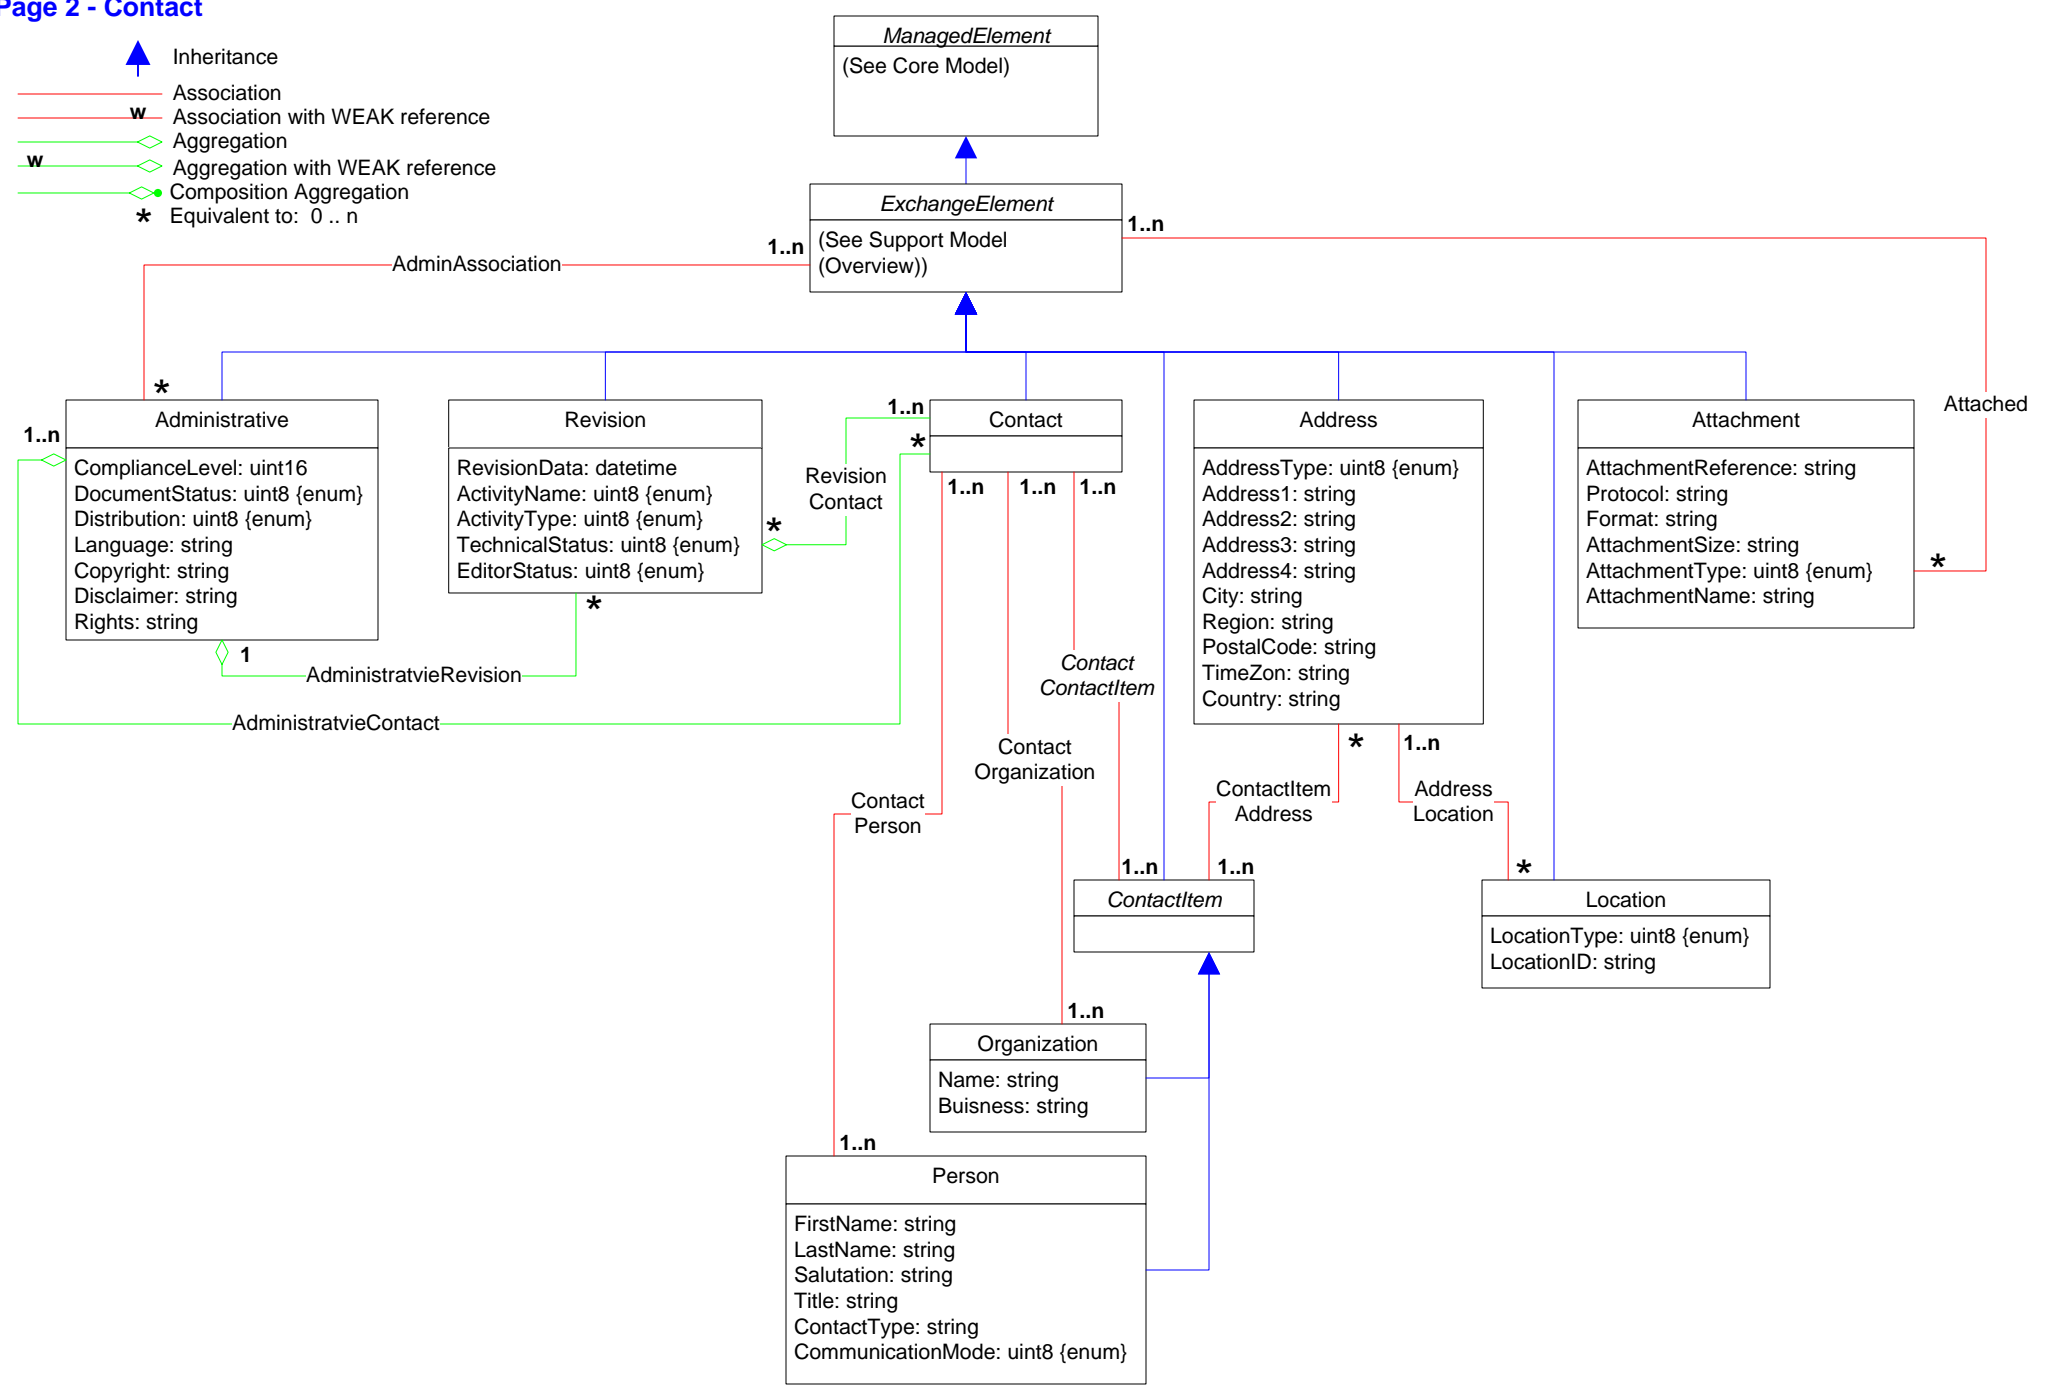 Page 2 - Contact
Inheritance
Association
w
Association with WEAK reference
Aggregation
w
Aggregation with WEAK reference
Composition Aggregation
* Equivalent to: 0 .. n
ManagedElement
(See Core Model)
ExchangeElement
(See Support Model
(Overview))
1..n
1..n
AdminAssociation
Attached
*
*
1..n
Administrative
ComplianceLevel: uint16
DocumentStatus: uint8 {enum}
Distribution: uint8 {enum}
Language: string
Copyright: string
Disclaimer: string
Rights: string
1
AdministratvieRevision
AdministratvieContact
Revision
RevisionData: datetime
ActivityName: uint8 {enum}
ActivityType: uint8 {enum}
TechnicalStatus: uint8 {enum}
EditorStatus: uint8 {enum}
*
*
Revision
Contact
1..n
*
Contact
1..n
1..n
1..n
Contact
ContactItem
Contact
Organization
Contact
Person
Address
AddressType: uint8 {enum}
Address1: string
Address2: string
Address3: string
Address4: string
City: string
Region: string
PostalCode: string
TimeZon: string
Country: string
*
1..n
ContactItem
Address
Address
Location
Attachment
AttachmentReference: string
Protocol: string
Format: string
AttachmentSize: string
AttachmentType: uint8 {enum}
AttachmentName: string
1..n
1..n
*
ContactItem
Location
LocationType: uint8 {enum}
LocationID: string
1..n
Organization
Name: string
Buisness: string
1..n
Person
FirstName: string
LastName: string
Salutation: string
Title: string
ContactType: string
CommunicationMode: uint8 {enum}